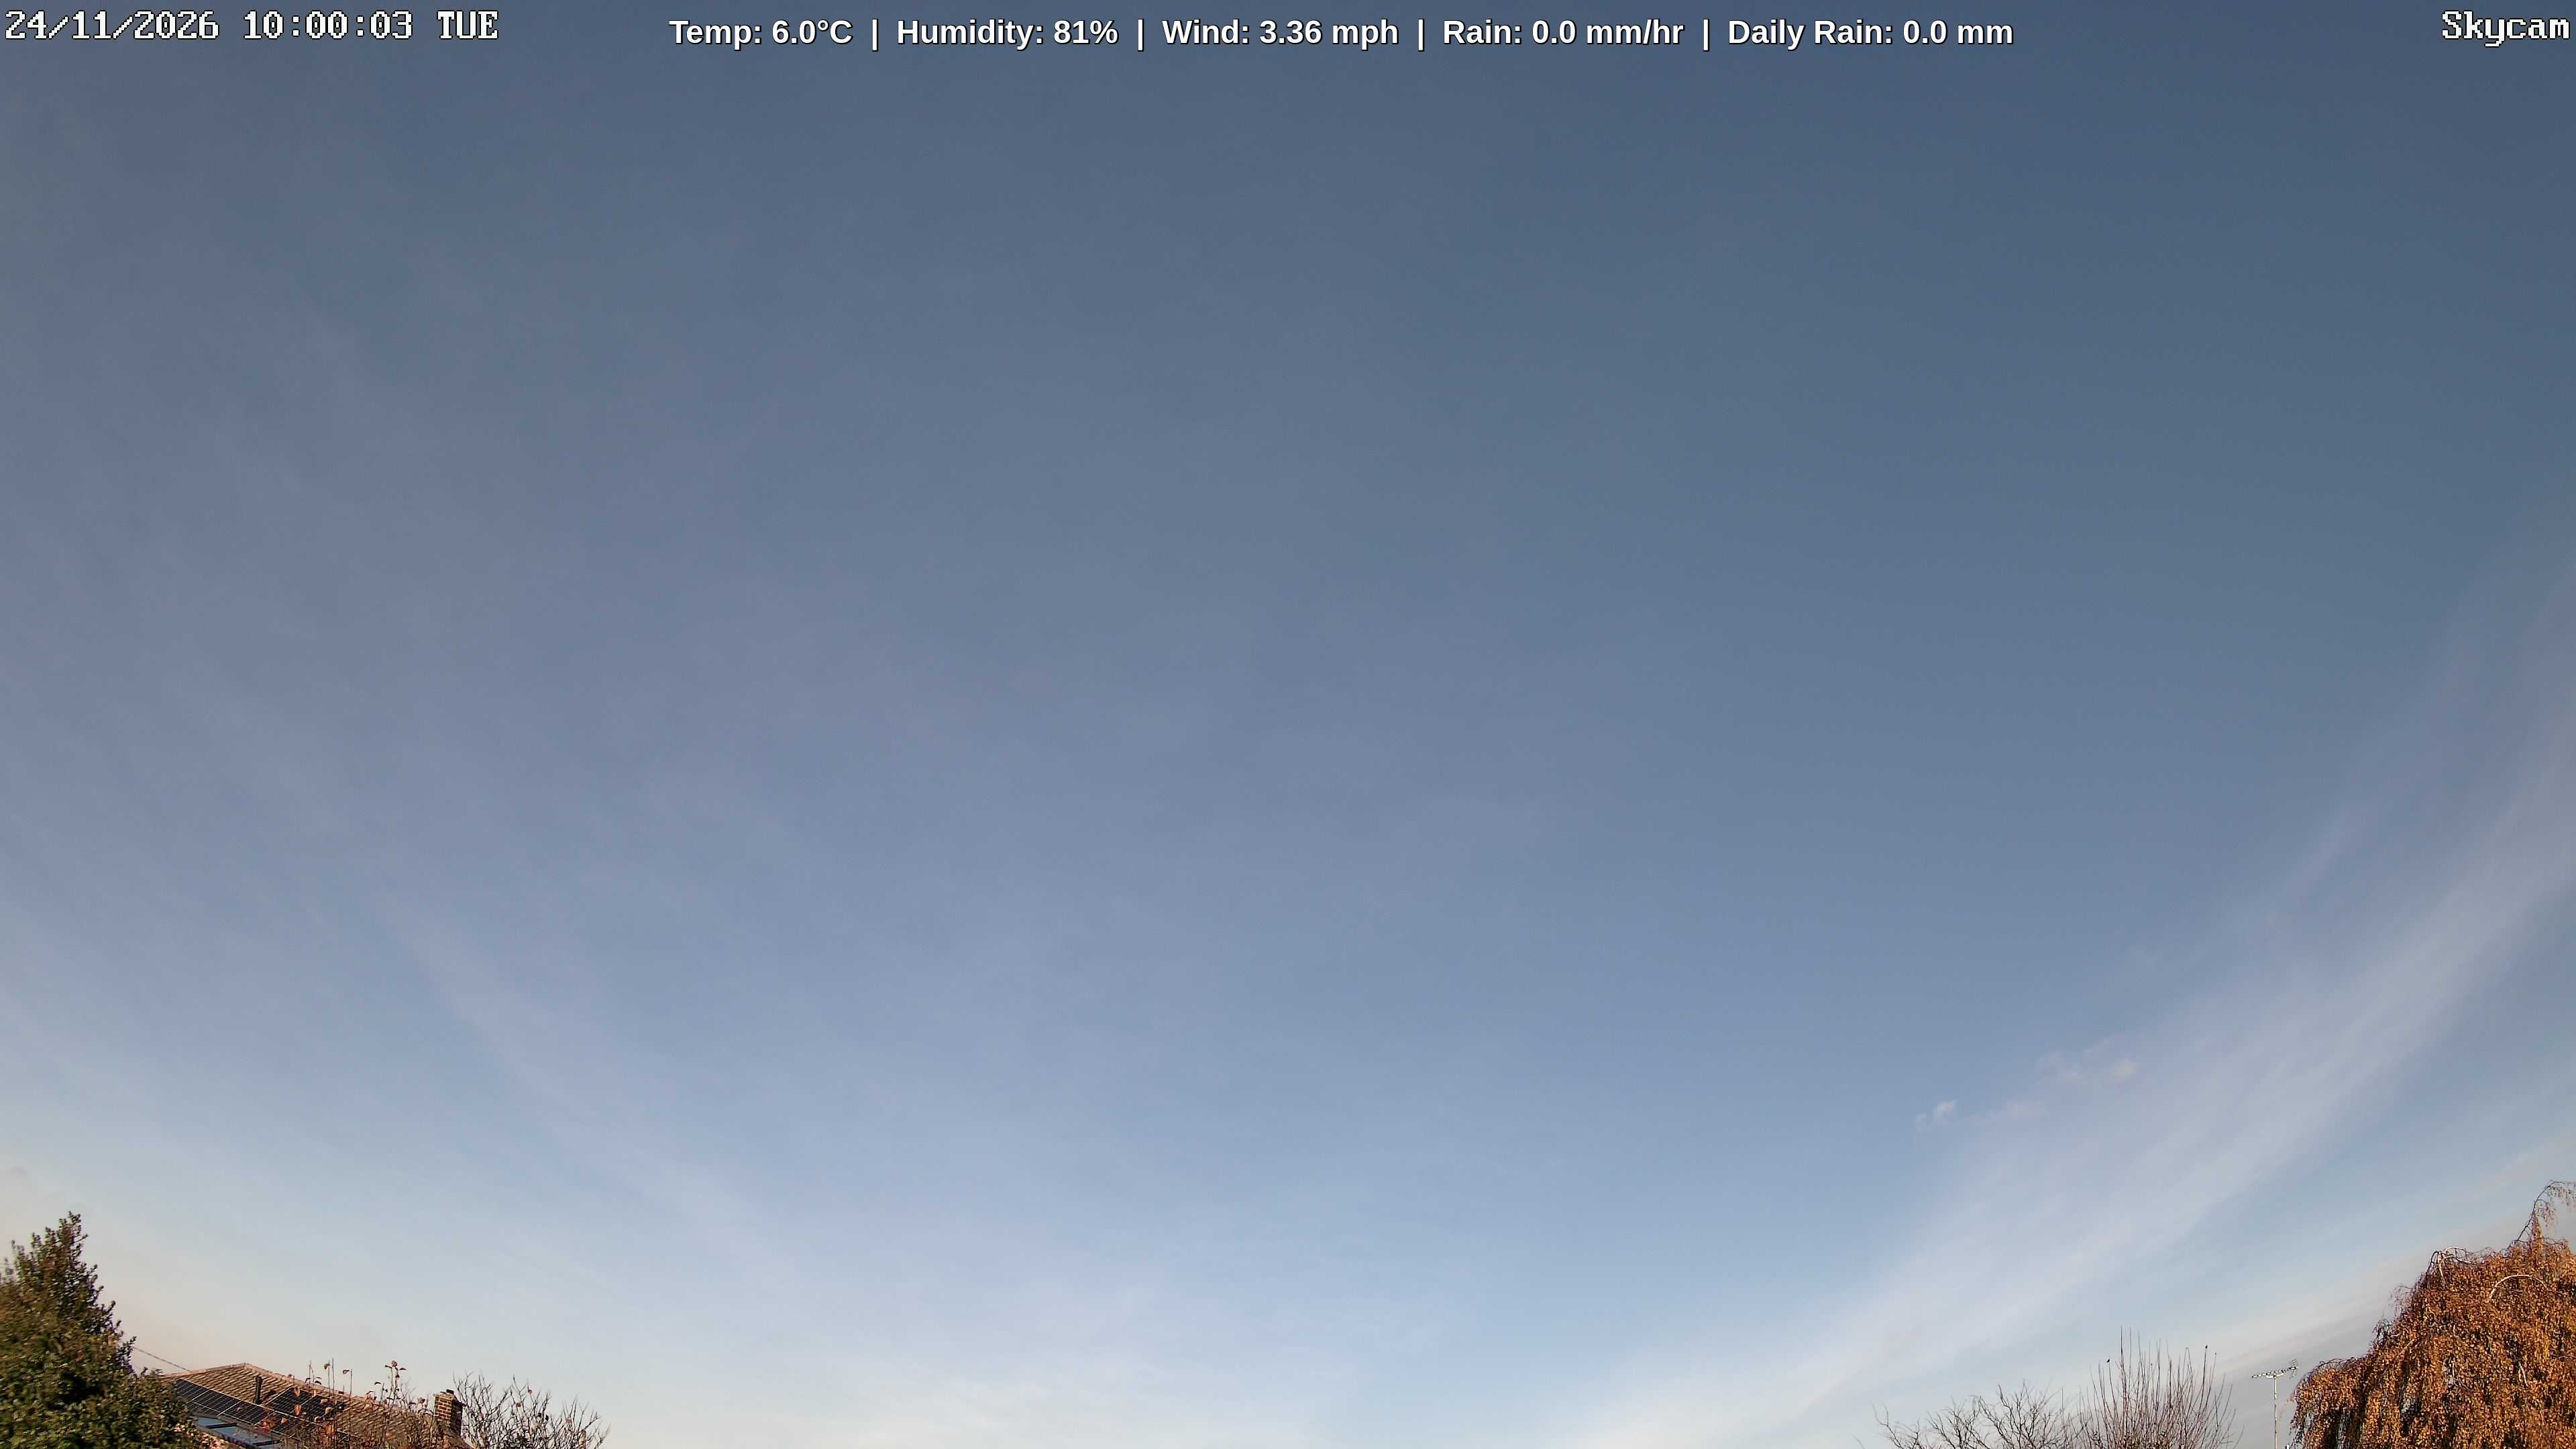 24/11/2026 10:00:03 TUE
Temp: 6.0°C | Humidity: 81% | Wind: 3.36 mph | Rain: 0.0 mm/hr | Daily Rain: 0.0 mm
Skycam